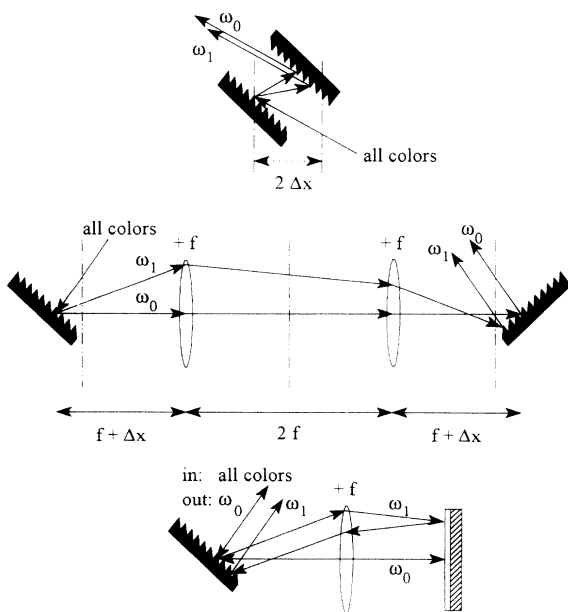 ω₀
ω₁
all colors
2 Δx
all colors
+ f
+ f
ω₁
ω₀
ω₁
ω₀
f + Δx
2 f
f + Δx
in: all colors
out: ω₀
ω₁
+ f
ω₁
ω₀